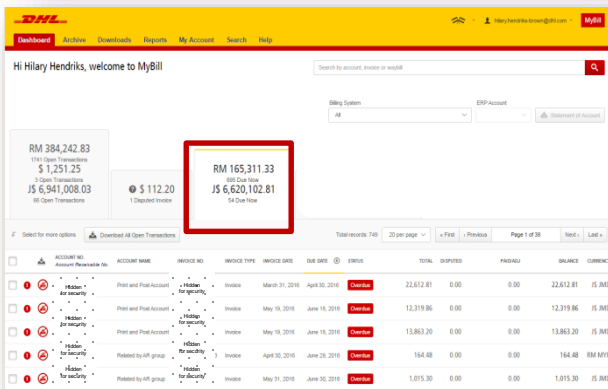 DHL
hilary.hendriks-brown@dhl.com
MyBill
Dashboard Archive Downloads Reports My Account Search Help
Hi Hilary Hendriks, welcome to MyBill
Search by account, invoice or waybill
Billing System
ERP Account
All
Statement of Account
RM 384,242.83
1741 Open Transactions
$ 1,251.25
3 Open Transactions
J$ 6,941,008.03
66 Open Transactions
$ 112.20
1 Disputed Invoice
RM 165,311.33
695 Due Now
J$ 6,620,102.81
54 Due Now
Select for more options Download All Open Transactions Total records: 749 20 per page « First ‹ Previous Page 1 of 38 Next › Last »
ACCOUNT NO. ACCOUNT NAME INVOICE NO. INVOICE TYPE INVOICE DATE DUE DATE STATUS TOTAL DISPUTED PAID/ADJ BALANCE CURRENC
Account Receivable No.
Hidden for security Print and Post Account Hidden for security Invoice March 31, 2016 April 30, 2016 Overdue 22,612.81 0.00 0.00 22,612.81 J$ JM
Hidden for security Print and Post Account Hidden for security Invoice May 19, 2016 June 18, 2016 Overdue 12,319.86 0.00 0.00 12,319.86 J$ JM
Hidden for security Print and Post Account Hidden for security Invoice May 19, 2016 June 18, 2016 Overdue 13,863.20 0.00 0.00 13,863.20 J$ JM
Hidden for security Related by AR group Hidden for security Invoice April 30, 2016 June 29, 2016 Overdue 164.48 0.00 0.00 164.48 RM MY
Hidden for security Related by AR group Hidden for security Invoice May 31, 2016 June 30, 2016 Overdue 1,015.30 0.00 0.00 1,015.30 J$ JM